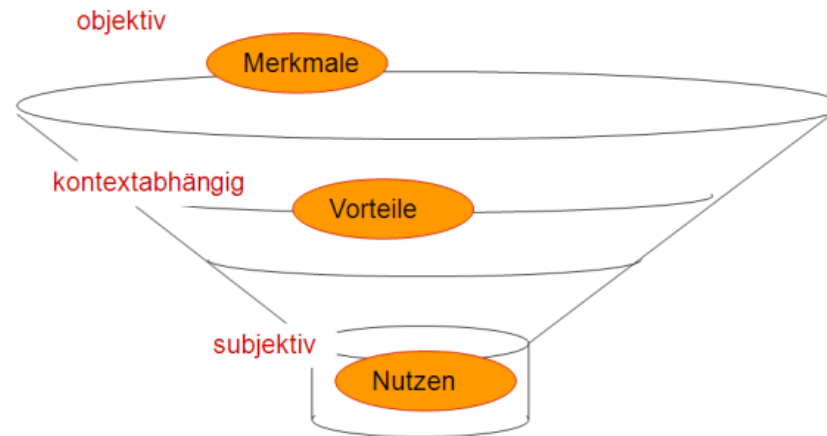 objektiv
Merkmale
kontextabhängig
Vorteile
subjektiv
Nutzen